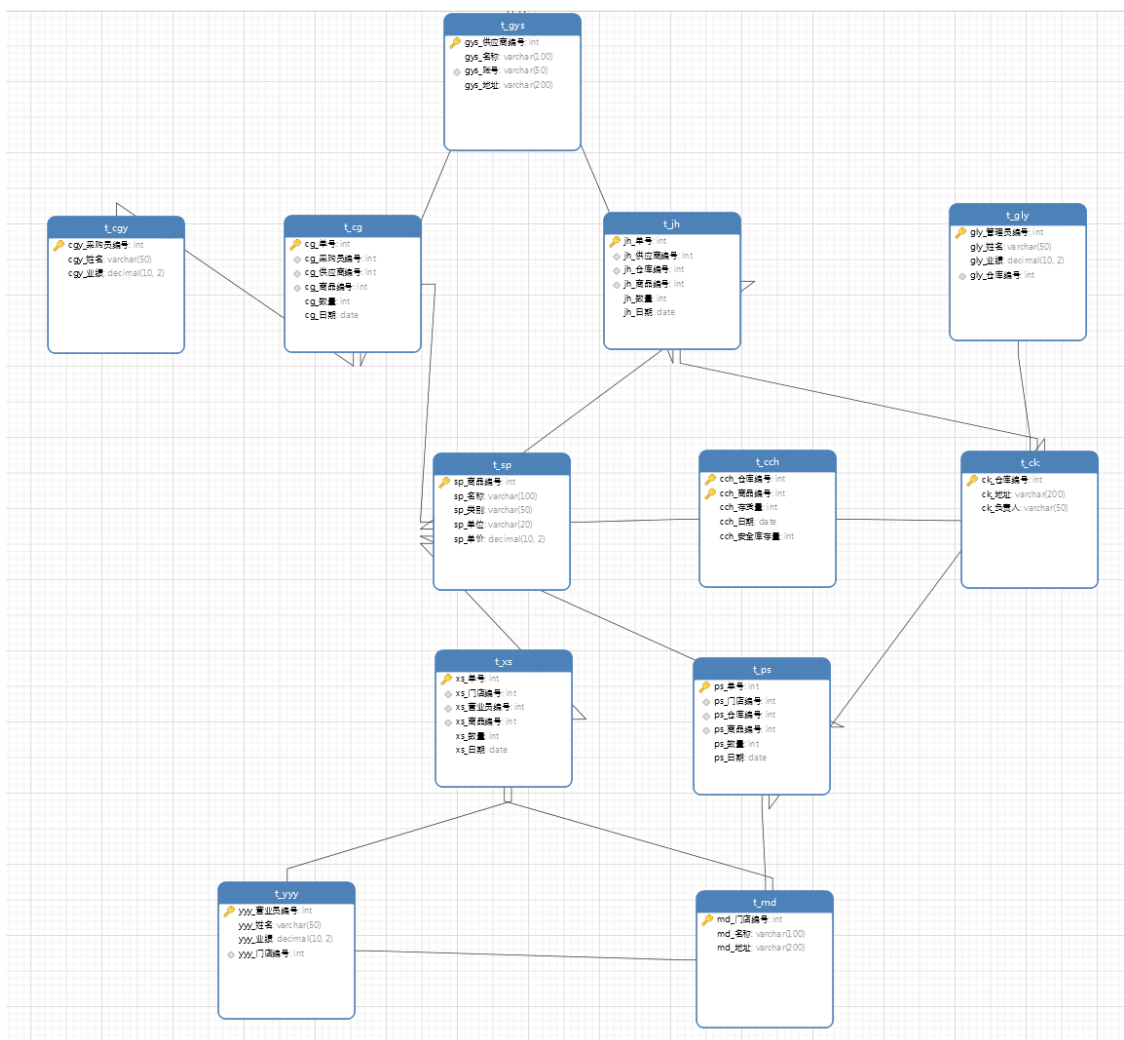 t_gys
gys_供应商编号: int
gys_名称: varchar(100)
gys_账号: varchar(50)
gys_地址: varchar(200)
t_cgy
cgy_采购员编号: int
cgy_姓名: varchar(50)
cgy_业绩: decimal(10, 2)
t_cg
cg_单号: int
cg_采购员编号: int
cg_供应商编号: int
cg_商品编号: int
cg_数量: int
cg_日期: date
t_jh
jh_单号: int
jh_供应商编号: int
jh_仓库编号: int
jh_商品编号: int
jh_数量: int
jh_日期: date
t_gly
gly_管理员编号: int
gly_姓名: varchar(50)
gly_业绩: decimal(10, 2)
gly_仓库编号: int
t_sp
sp_商品编号: int
sp_名称: varchar(100)
sp_类别: varchar(50)
sp_单位: varchar(20)
sp_单价: decimal(10, 2)
t_cch
cch_仓库编号: int
cch_商品编号: int
cch_存货量: int
cch_日期: date
cch_安全库存量: int
t_ck
ck_仓库编号: int
ck_地址: varchar(200)
ck_负责人: varchar(50)
t_xs
xs_单号: int
xs_门店编号: int
xs_营业员编号: int
xs_商品编号: int
xs_数量: int
xs_日期: date
t_ps
ps_单号: int
ps_门店编号: int
ps_仓库编号: int
ps_商品编号: int
ps_数量: int
ps_日期: date
t_yyy
yyy_营业员编号: int
yyy_姓名: varchar(50)
yyy_业绩: decimal(10, 2)
yyy_门店编号: int
t_md
md_门店编号: int
md_名称: varchar(100)
md_地址: varchar(200)